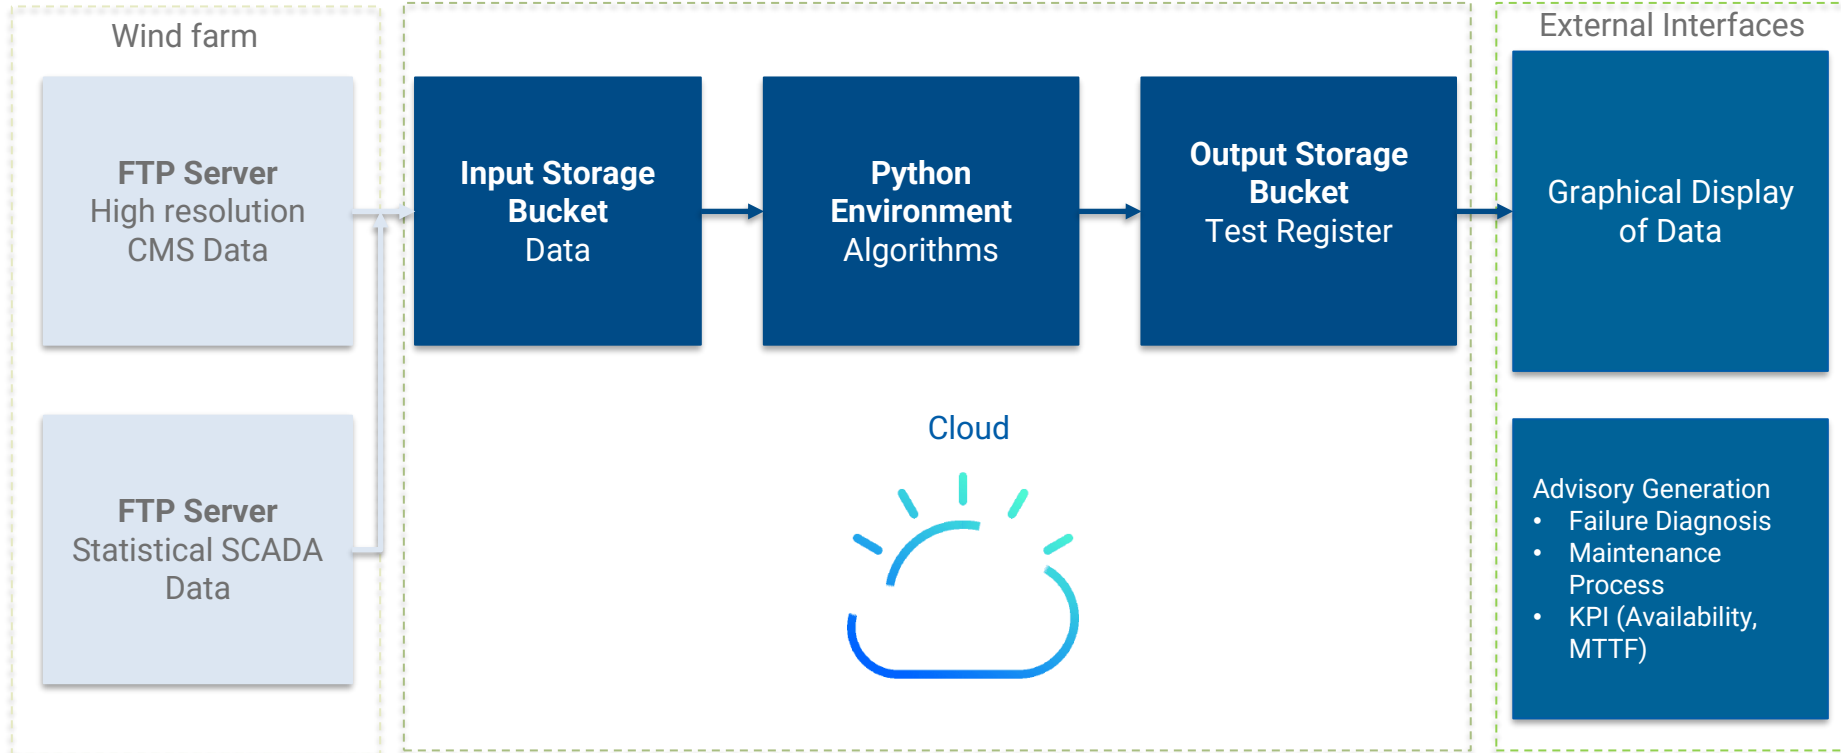 Wind farm
FTP Server
High resolution
CMS Data
FTP Server
Statistical SCADA
Data
Input Storage
Bucket
Data
Python
Environment
Algorithms
Output Storage
Bucket
Test Register
Cloud
External Interfaces
Graphical Display
of Data
Advisory Generation
• Failure Diagnosis
• Maintenance
Process
• KPI (Availability,
MTTF)